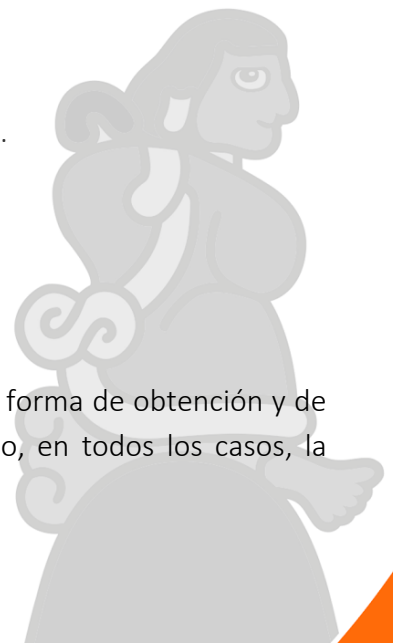 .
forma de obtención y de
o, en todos los casos, la